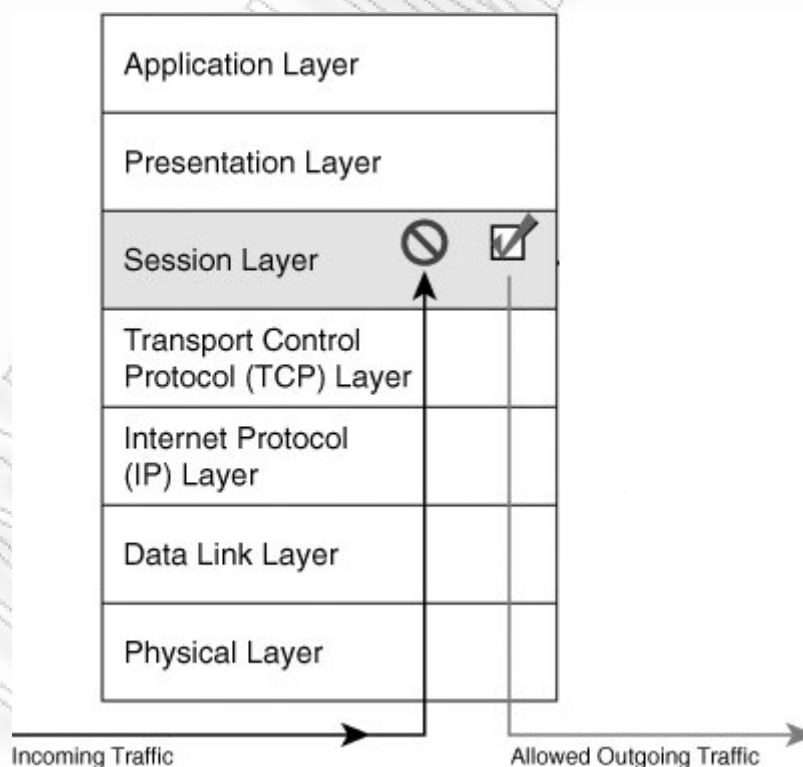 Application Layer
Presentation Layer
Session Layer
Transport Control
Protocol (TCP) Layer
Internet Protocol
(IP) Layer
Data Link Layer
Physical Layer
Incoming Traffic
Allowed Outgoing Traffic